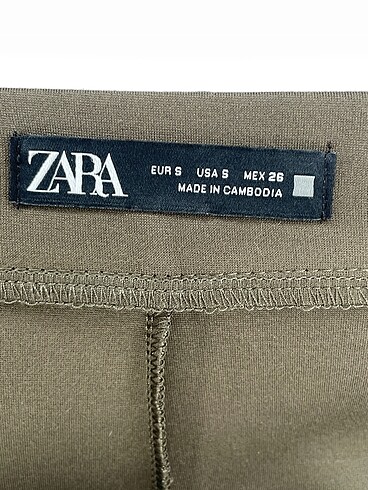 ZARA
EUR S USA S MEX 26
MADE IN CAMBODIA